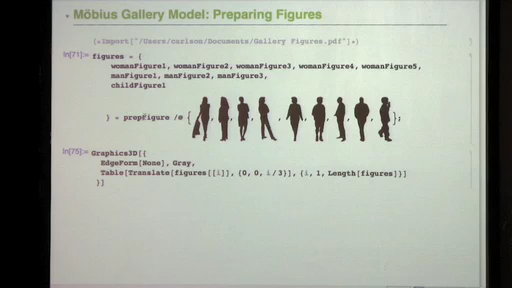 Möbius Gallery Model: Preparing Figures
(*Import["/Users/carlson/Documents/Gallery Figures.pdf"]*)
In[71]:= figures = {
womanFigure1, womanFigure2, womanFigure3, womanFigure4, womanFigure5,
manFigure1, manFigure2, manFigure3,
childFigure1
} = prepFigure /@ { , , , , , , , , };
In[75]:= Graphics3D[{
EdgeForm[None], Gray,
Table[Translate[figures[[i]], {0, 0, i/3}], {i, 1, Length[figures]}]
}]